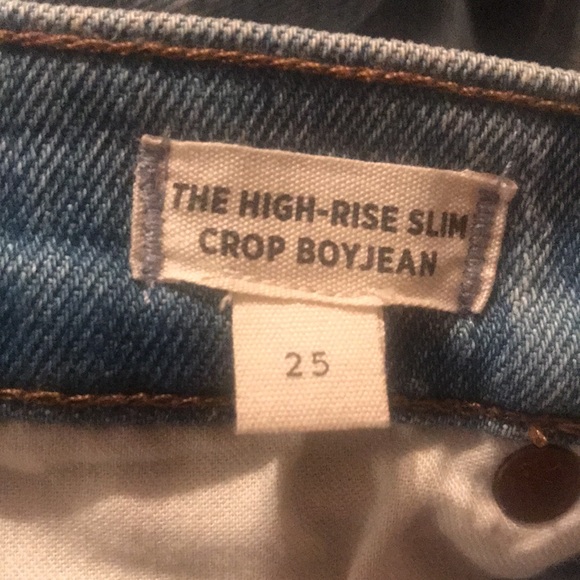 THE HIGH-RISE SLIM
CROP BOYJEAN
25